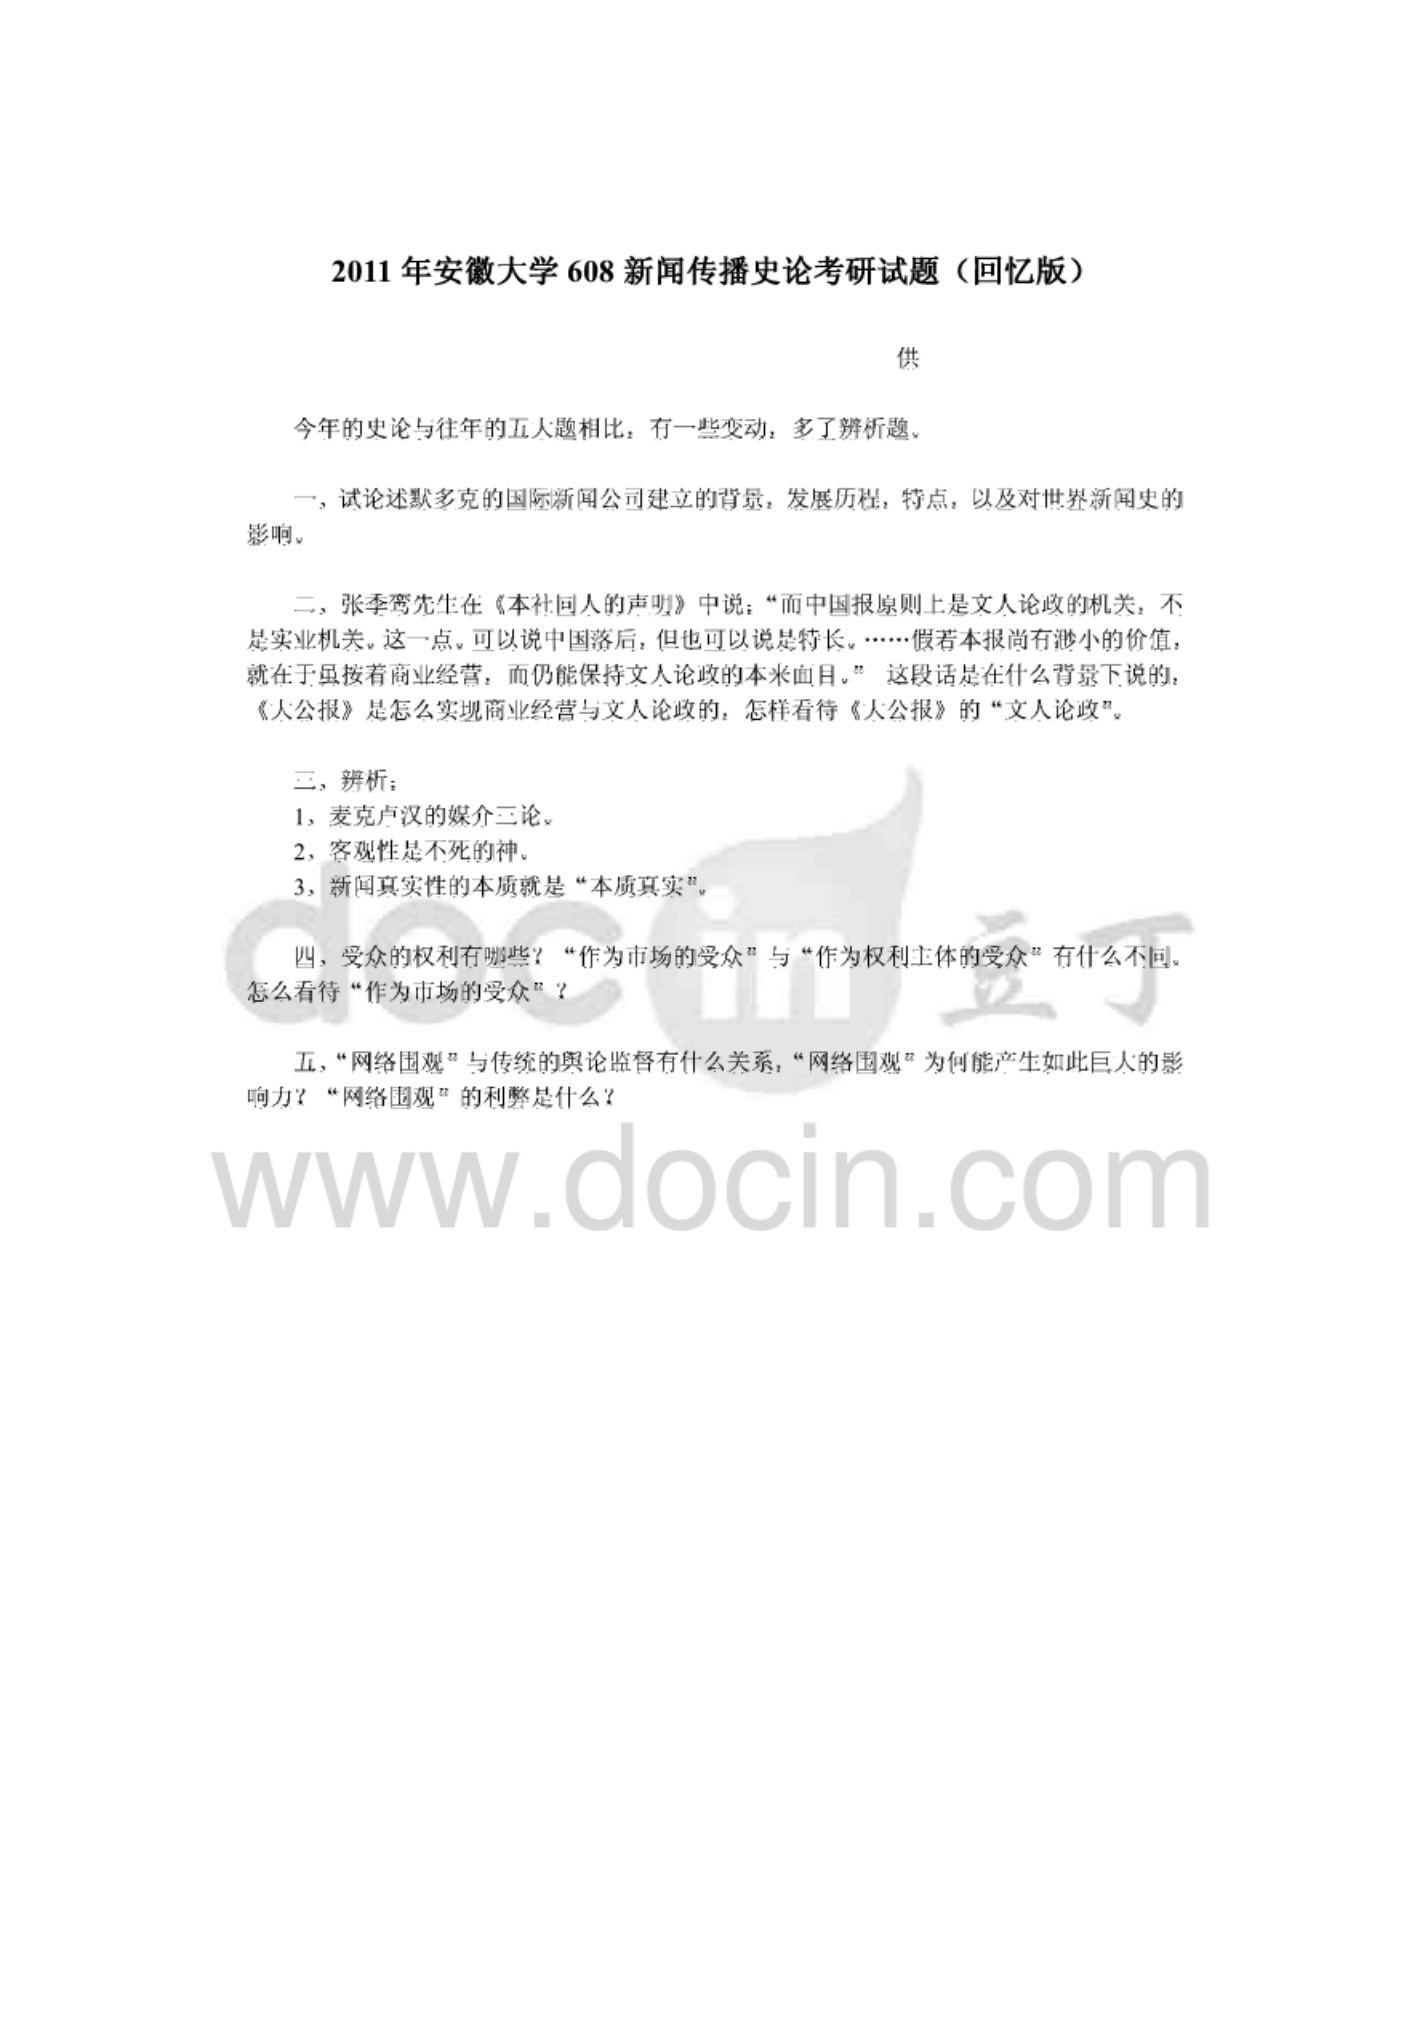 2011 年安徽大学 608 新闻传播史论考研试题（回忆版）
供
今年的史论与往年的五大题相比，有一些变动，多了辨析题。
一，试论述默多克的国际新闻公司建立的背景，发展历程，特点，以及对世界新闻史的
影响。
二，张季鸾先生在《本社同人的声明》中说：“而中国报原则上是文人论政的机关，不
是实业机关。这一点。可以说中国落后，但也可以说是特长。……假若本报尚有渺小的价值，
就在于虽按着商业经营，而仍能保持文人论政的本来面目。” 这段话是在什么背景下说的，
《大公报》是怎么实现商业经营与文人论政的，怎样看待《大公报》的“文人论政”。
三，辨析：
1，麦克卢汉的媒介三论。
2，客观性是不死的神。
3，新闻真实性的本质就是“本质真实”。
四，受众的权利有哪些？“作为市场的受众”与“作为权利主体的受众”有什么不同。
怎么看待“作为市场的受众”？
五，“网络围观”与传统的舆论监督有什么关系，“网络围观”为何能产生如此巨大的影
响力？“网络围观”的利弊是什么？
docin 豆丁
www.docin.com